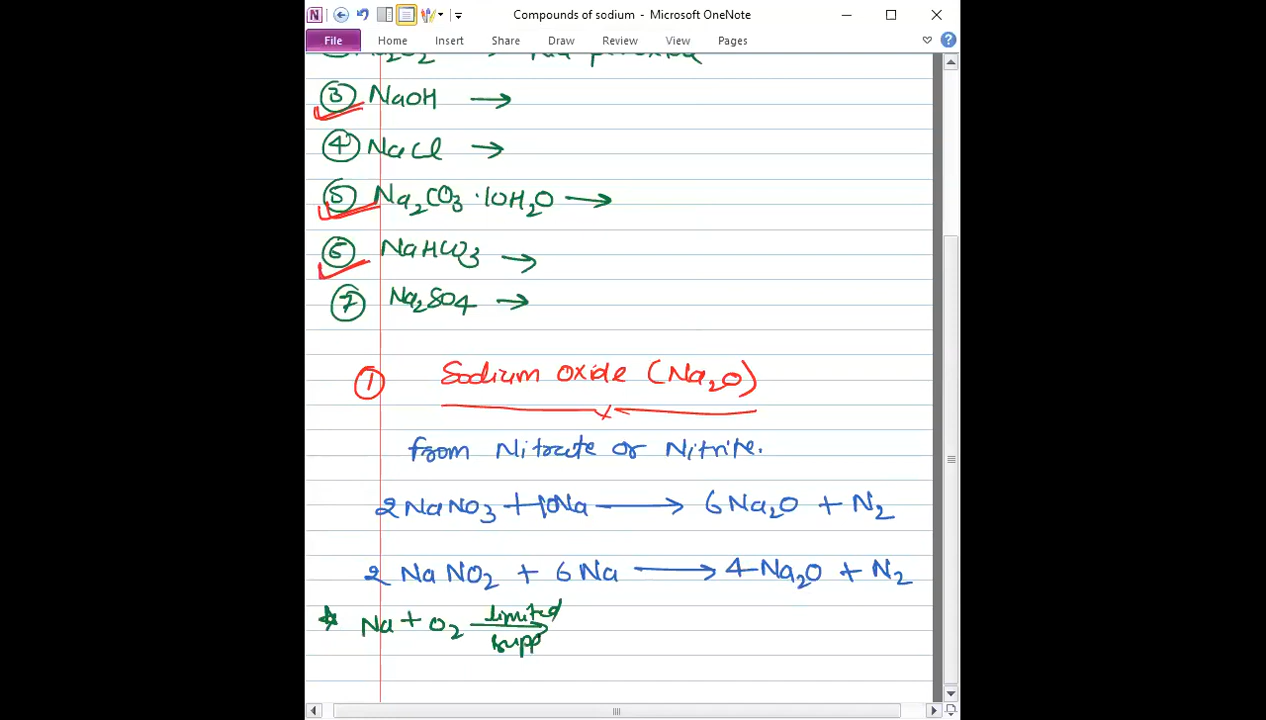 Compounds of sodium - Microsoft OneNote
File Home Insert Share Draw Review View Pages
③ NaOH →
④ NaCl →
⑤ Na₂CO₃·10H₂O →
⑥ NaHCO₃ →
⑦ Na₂SO₄ →
① Sodium Oxide (Na₂O)
from Nitrate or Nitrite.
2NaNO₃ + 10Na → 6Na₂O + N₂
2NaNO₂ + 6Na → 4Na₂O + N₂
Na + O₂ limited
supp